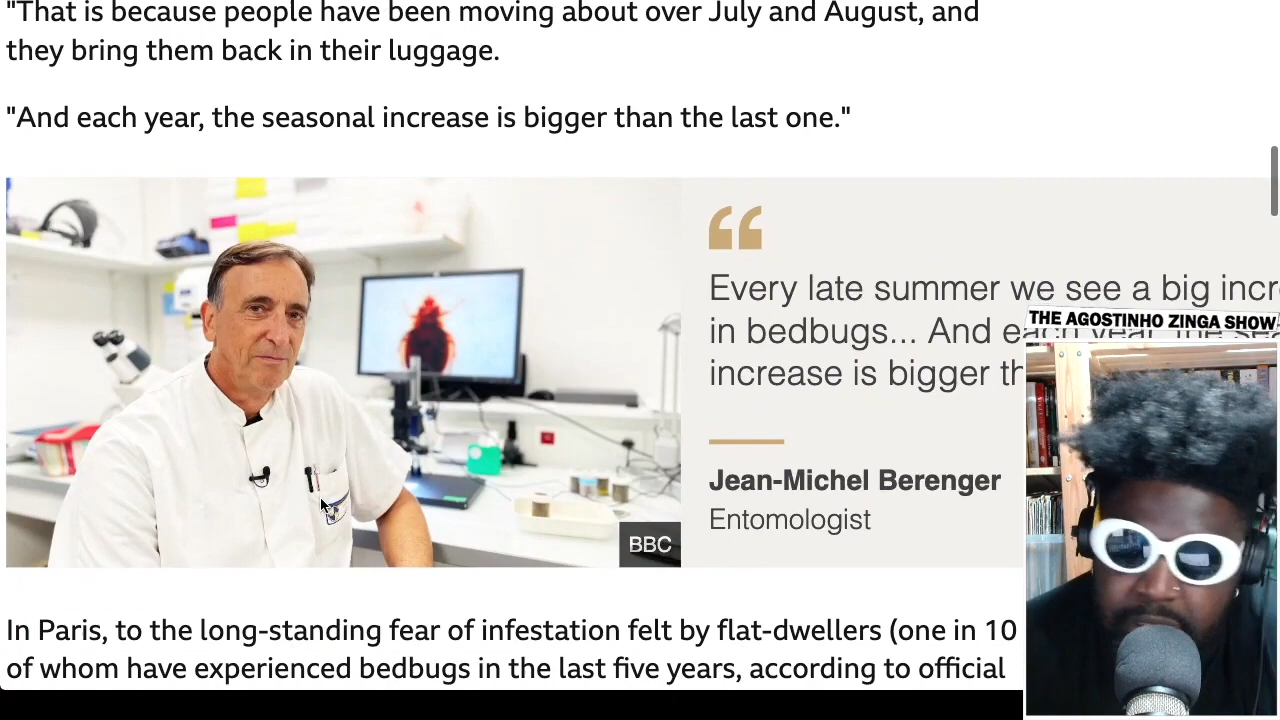 "That is because people have been moving about over July and August, and
they bring them back in their luggage.
"And each year, the seasonal increase is bigger than the last one."
Every late summer we see a big incr
in bedbugs... And each year, the sea
increase is bigger th
Jean-Michel Berenger
Entomologist
BBC
THE AGOSTINHO ZINGA SHOW
In Paris, to the long-standing fear of infestation felt by flat-dwellers (one in 10
of whom have experienced bedbugs in the last five years, according to official